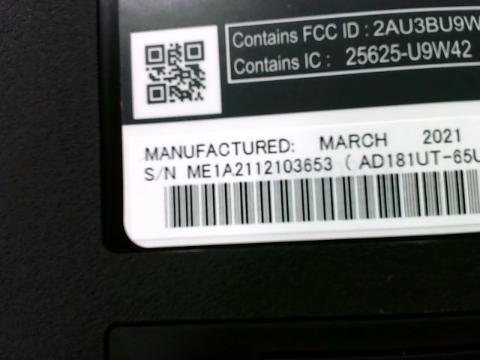 Contains FCC ID : 2AU3BU9W
Contains IC : 25625-U9W42
MANUFACTURED: MARCH 2021
S/N ME1A2112103653 ( AD181UT-65U